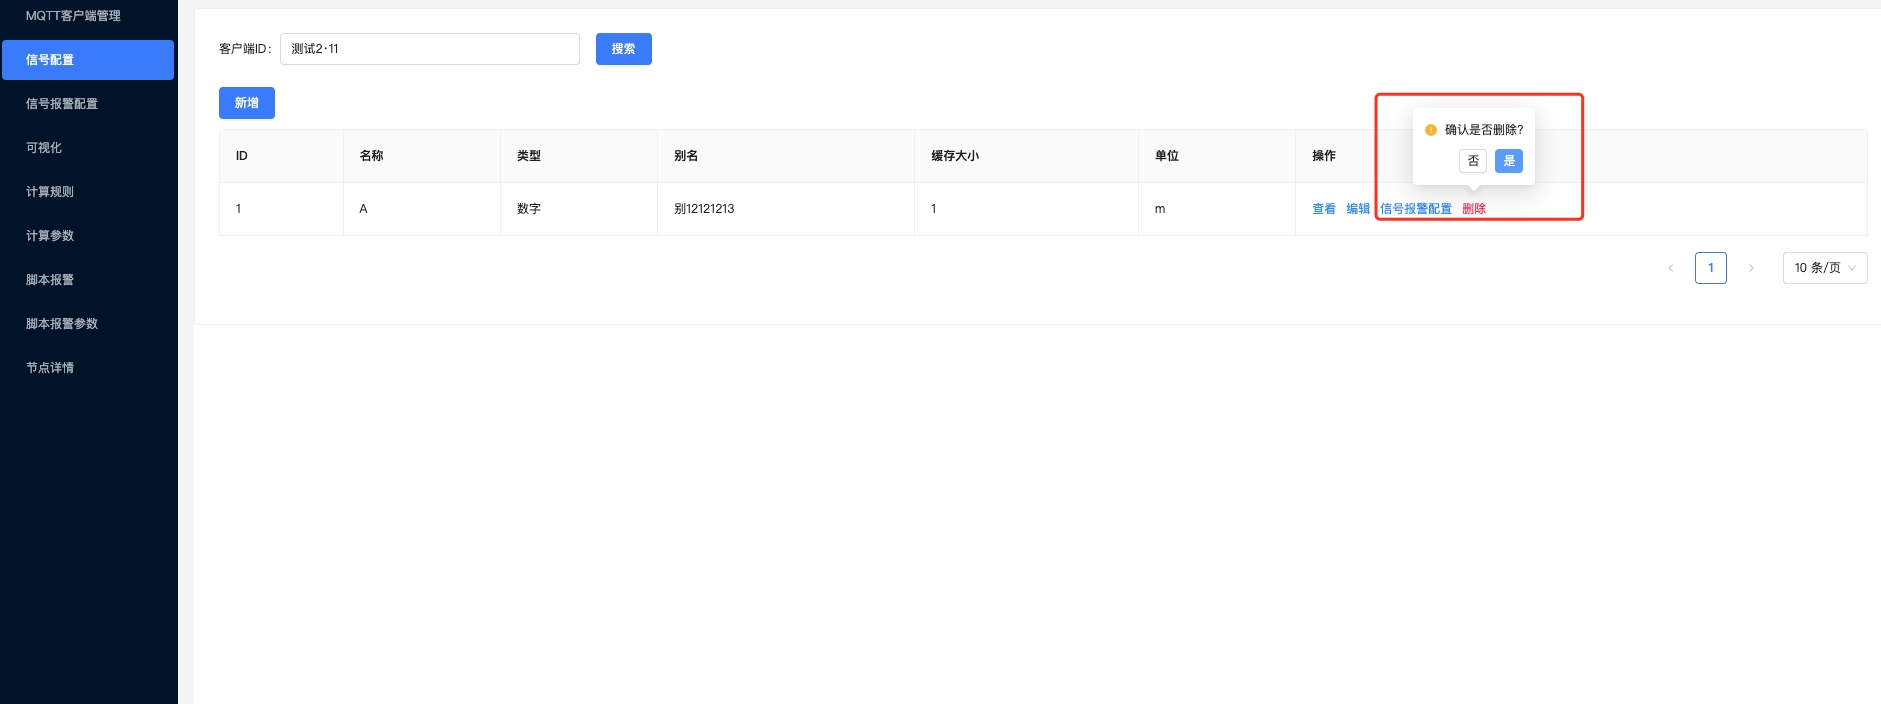 MQTT客户端管理
信号配置
信号报警配置
可视化
计算规则
计算参数
脚本报警
脚本报警参数
节点详情
客户端ID: 测试2·11 搜索
新增
确认是否删除?
否 是
ID 名称 类型 别名 缓存大小 单位 操作
1 A 数字 别12121213 1 m 查看 编辑 信号报警配置 删除
< 1 > 10 条/页